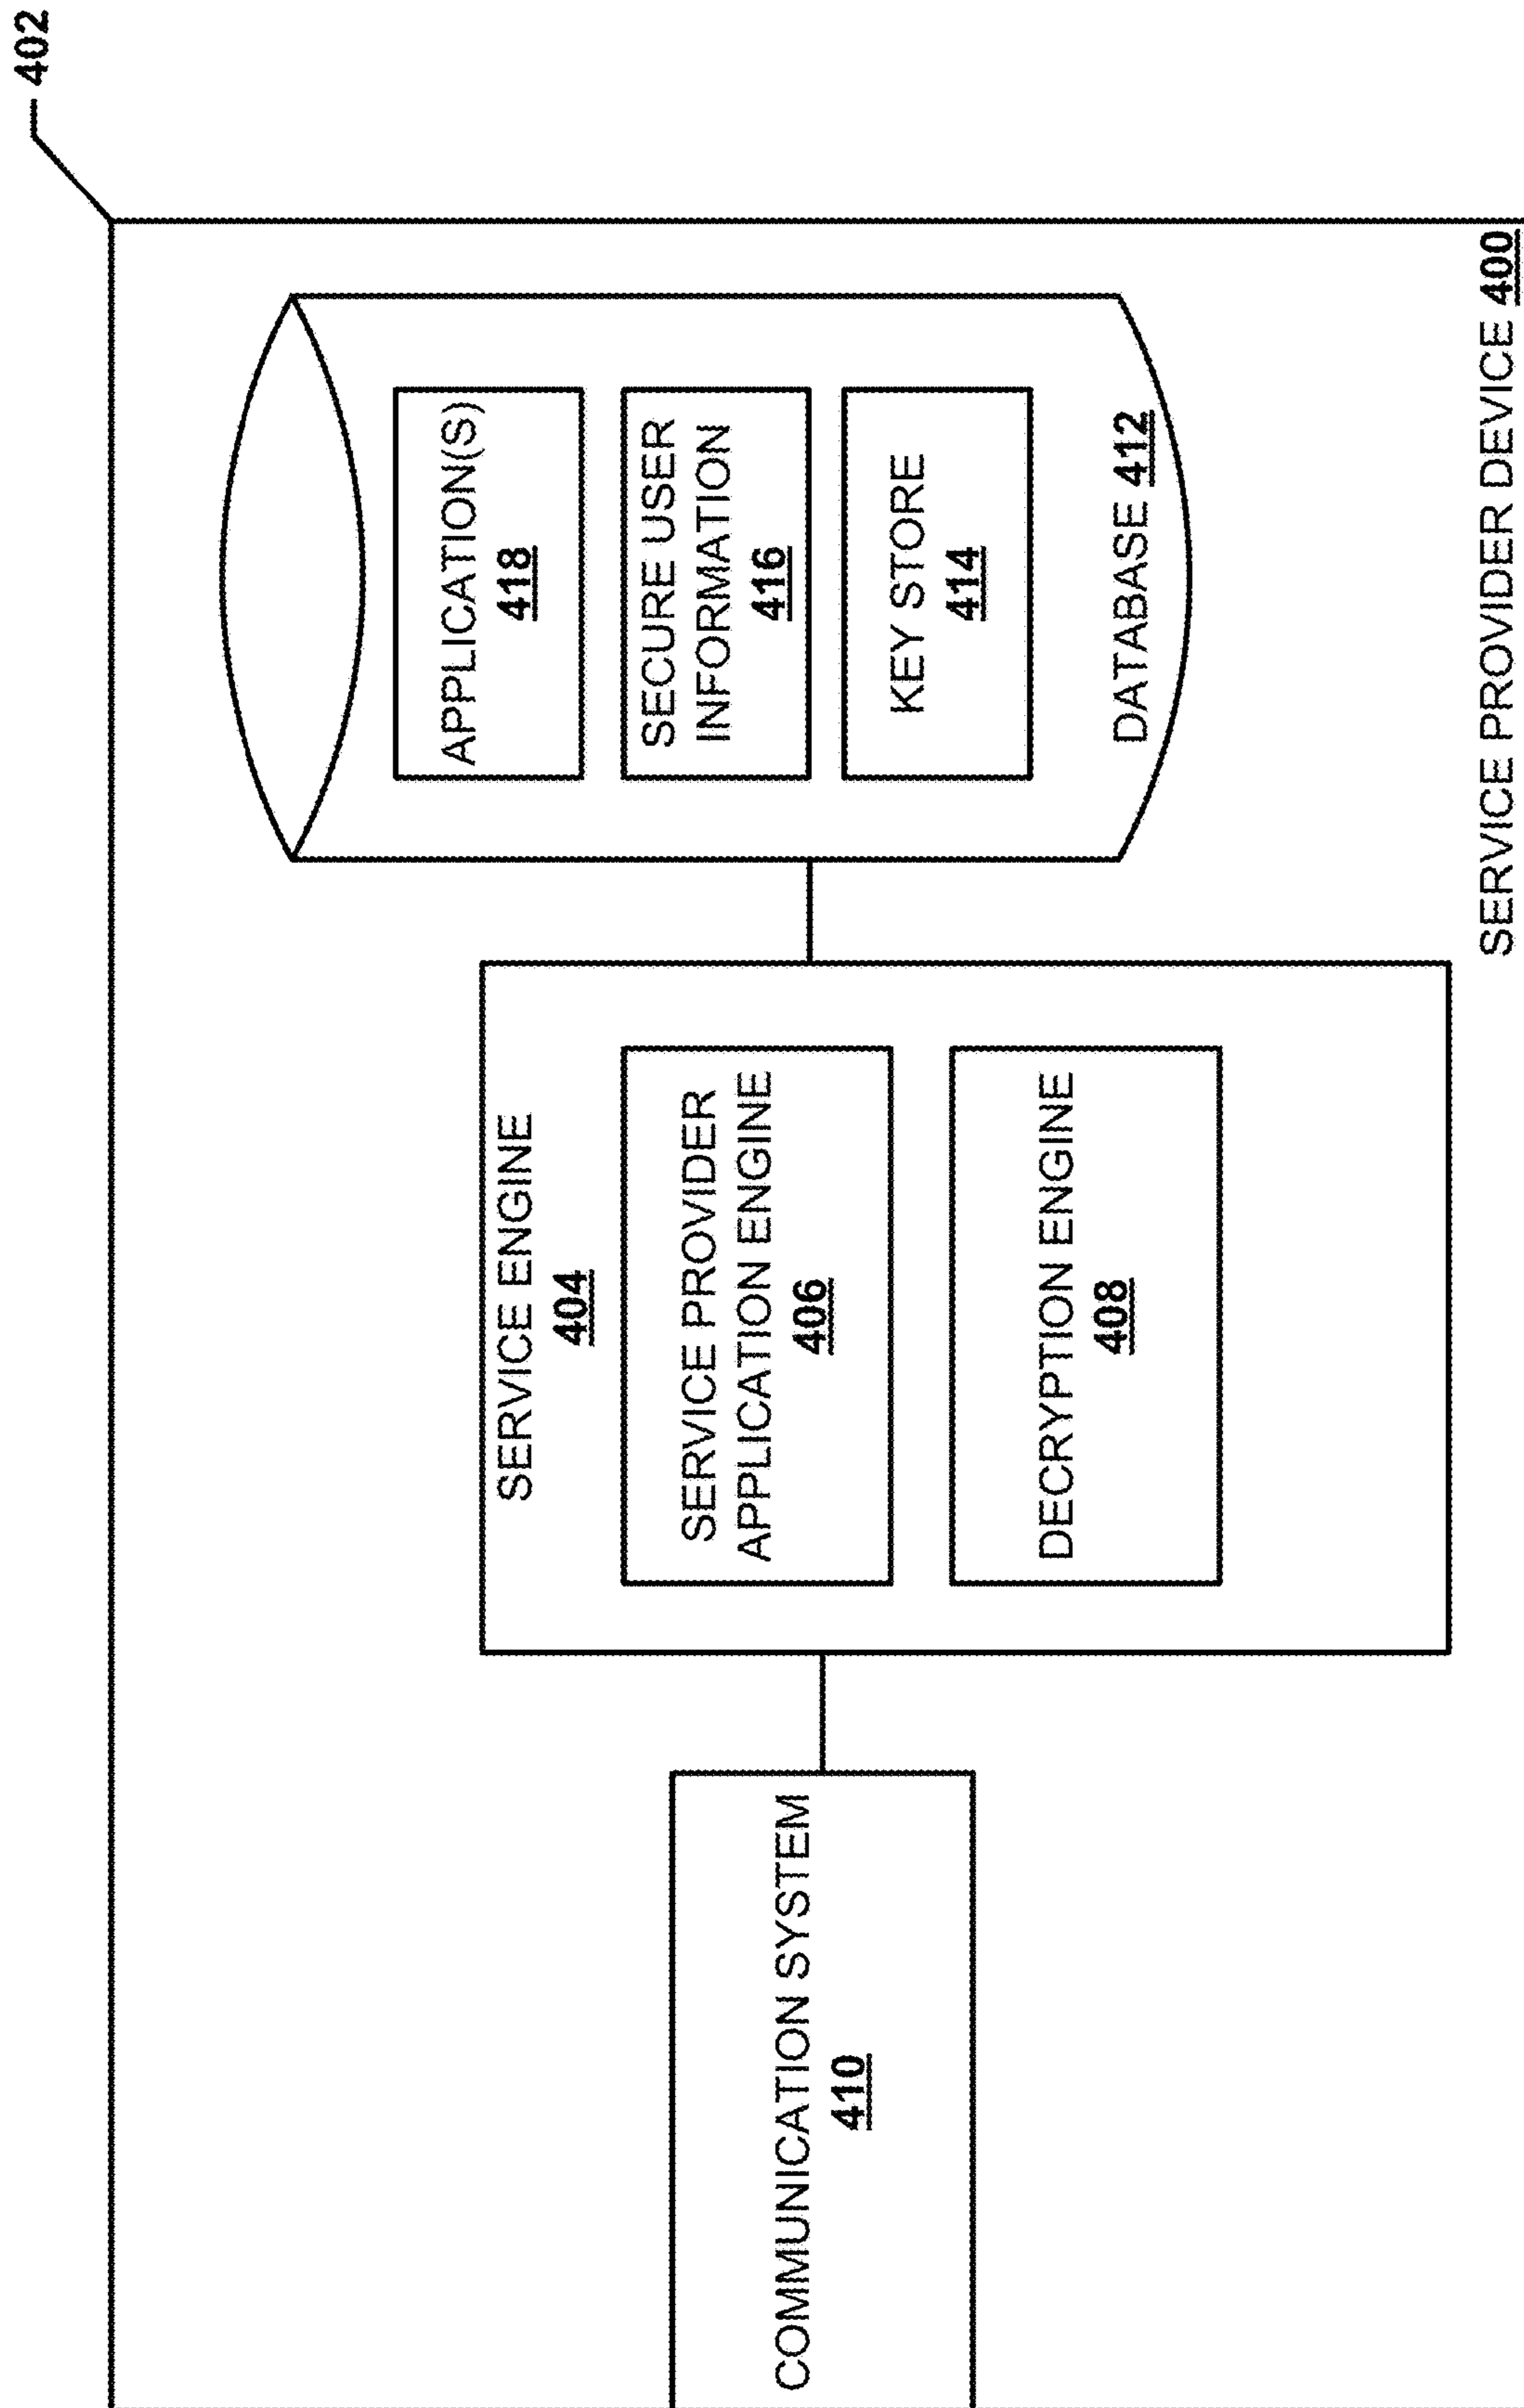 402
COMMUNICATION SYSTEM
410
SERVICE ENGINE
404
SERVICE PROVIDER
APPLICATION ENGINE
406
DECRYPTION ENGINE
408
APPLICATION(S)
418
SECURE USER
INFORMATION
416
KEY STORE
414
DATABASE 412
SERVICE PROVIDER DEVICE 400